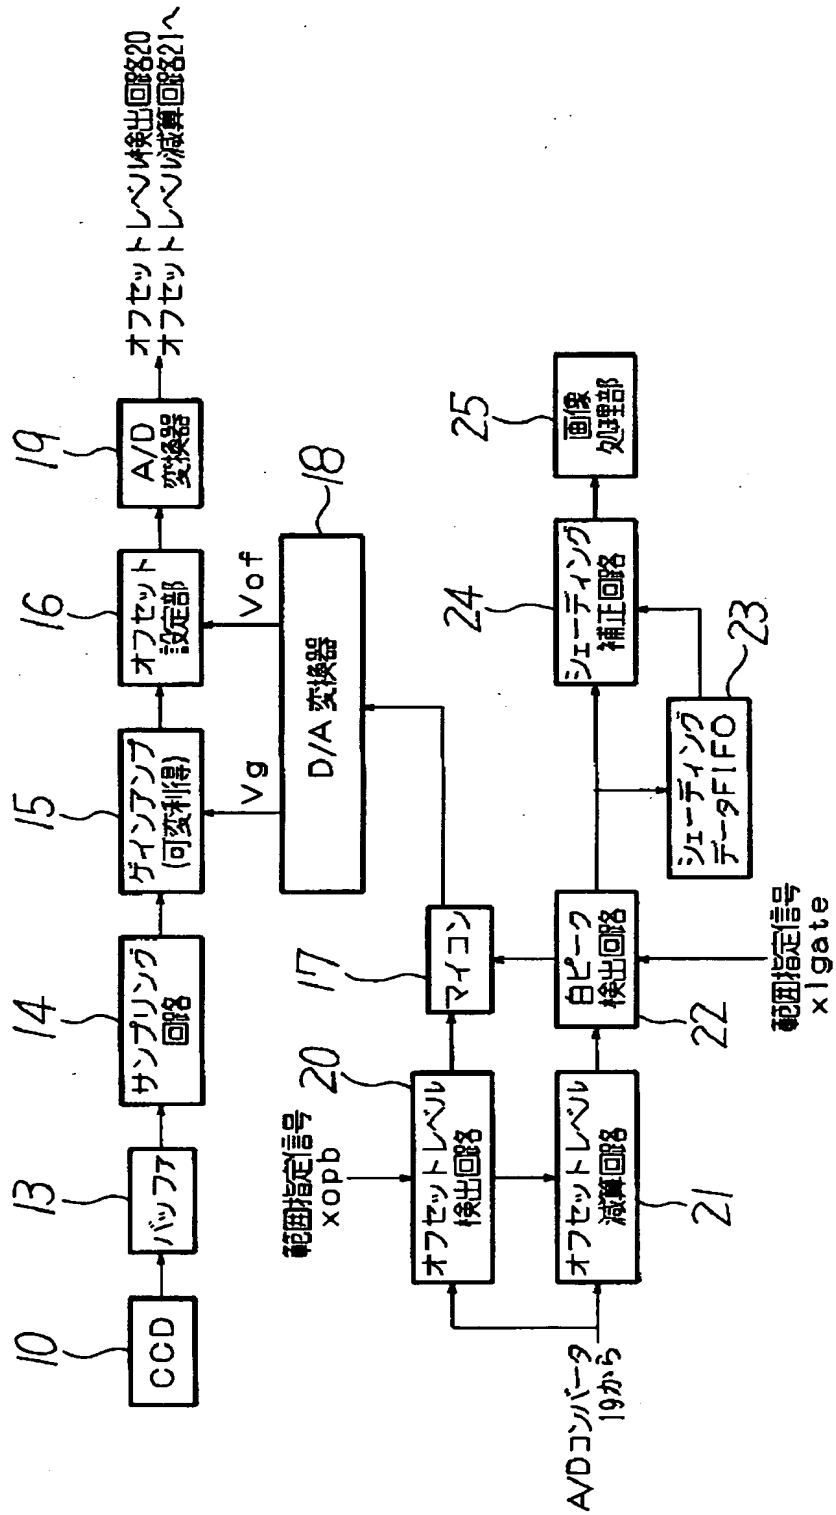 10
CCD
13
バッファ
14
サンプリング
回路
15
ゲインアンプ
(可変利得)
16
オフセット
設定部
19
A/D
変換器
オフセットレベル検出回路20
オフセットレベル減算回路21へ
Vg
Vof
D/A 変換器
18
17
マイコン
範囲指定信号
xopb
20
オフセットレベル
検出回路
A/Dコンバータ
19から
オフセットレベル
減算回路
21
白ピーク
検出回路
22
範囲指定信号
xlgate
シェーディング
データFIFO
23
24
シェーディング
補正回路
25
画像
処理部